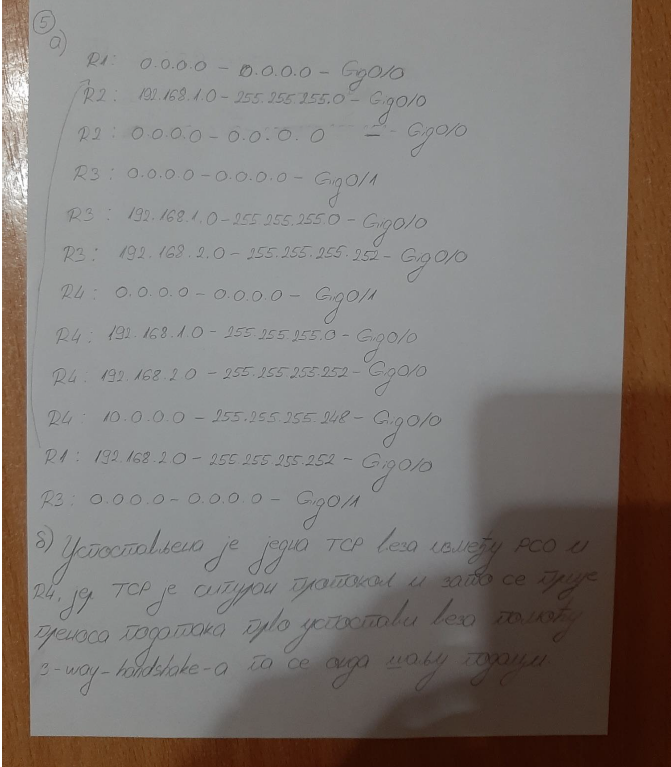 5
а)
R1: 0.0.0.0 - 0.0.0.0 - Gig0/0
R2: 192.168.1.0 - 255.255.255.0 - Gig0/0
R2: 0.0.0.0 - 0.0.0.0 - Gig0/0
R3: 0.0.0.0 - 0.0.0.0 - Gig0/1
R3: 192.168.1.0 - 255.255.255.0 - Gig0/0
R3: 192.168.2.0 - 255.255.255.252 - Gig0/0
R4: 0.0.0.0 - 0.0.0.0 - Gig0/1
R4: 192.168.1.0 - 255.255.255.0 - Gig0/0
R4: 192.168.2.0 - 255.255.255.252 - Gig0/0
R4: 10.0.0.0 - 255.255.255.248 - Gig0/0
R1: 192.168.2.0 - 255.255.255.252 - Gig0/0
R3: 0.0.0.0 - 0.0.0.0 - Gig0/1
б) Успостављена је једна TCP веза између PC0 и
R4, јер TCP је сигури протокол и зато се прије
преноса података прво успостави веза помоћу
3-way-handshake-а па се онда шаљу подаци.